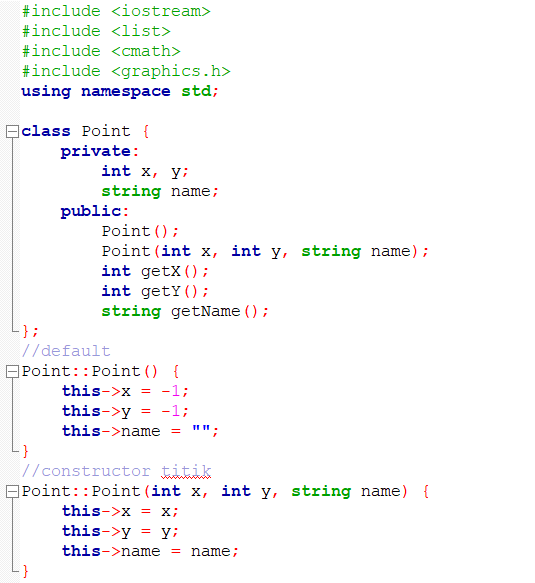 #include <iostream>
#include <list>
#include <cmath>
#include <graphics.h>
using namespace std;

class Point {
    private:
        int x, y;
        string name;
    public:
        Point();
        Point(int x, int y, string name);
        int getX();
        int getY();
        string getName();
};
//default
Point::Point() {
    this->x = -1;
    this->y = -1;
    this->name = "";
}
//constructor titik
Point::Point(int x, int y, string name) {
    this->x = x;
    this->y = y;
    this->name = name;
}